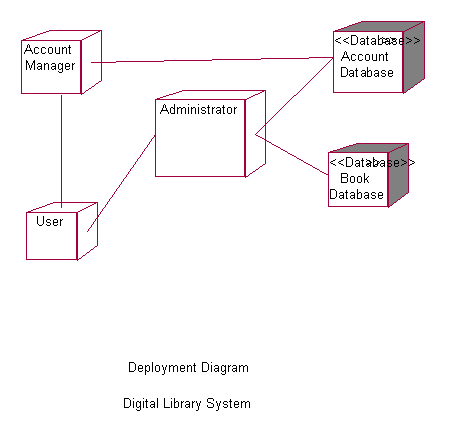 Account
Manager
<<Database>>
Account
Database
Administrator
<<Database>>
Book
Database
User
Deployment Diagram
Digital Library System